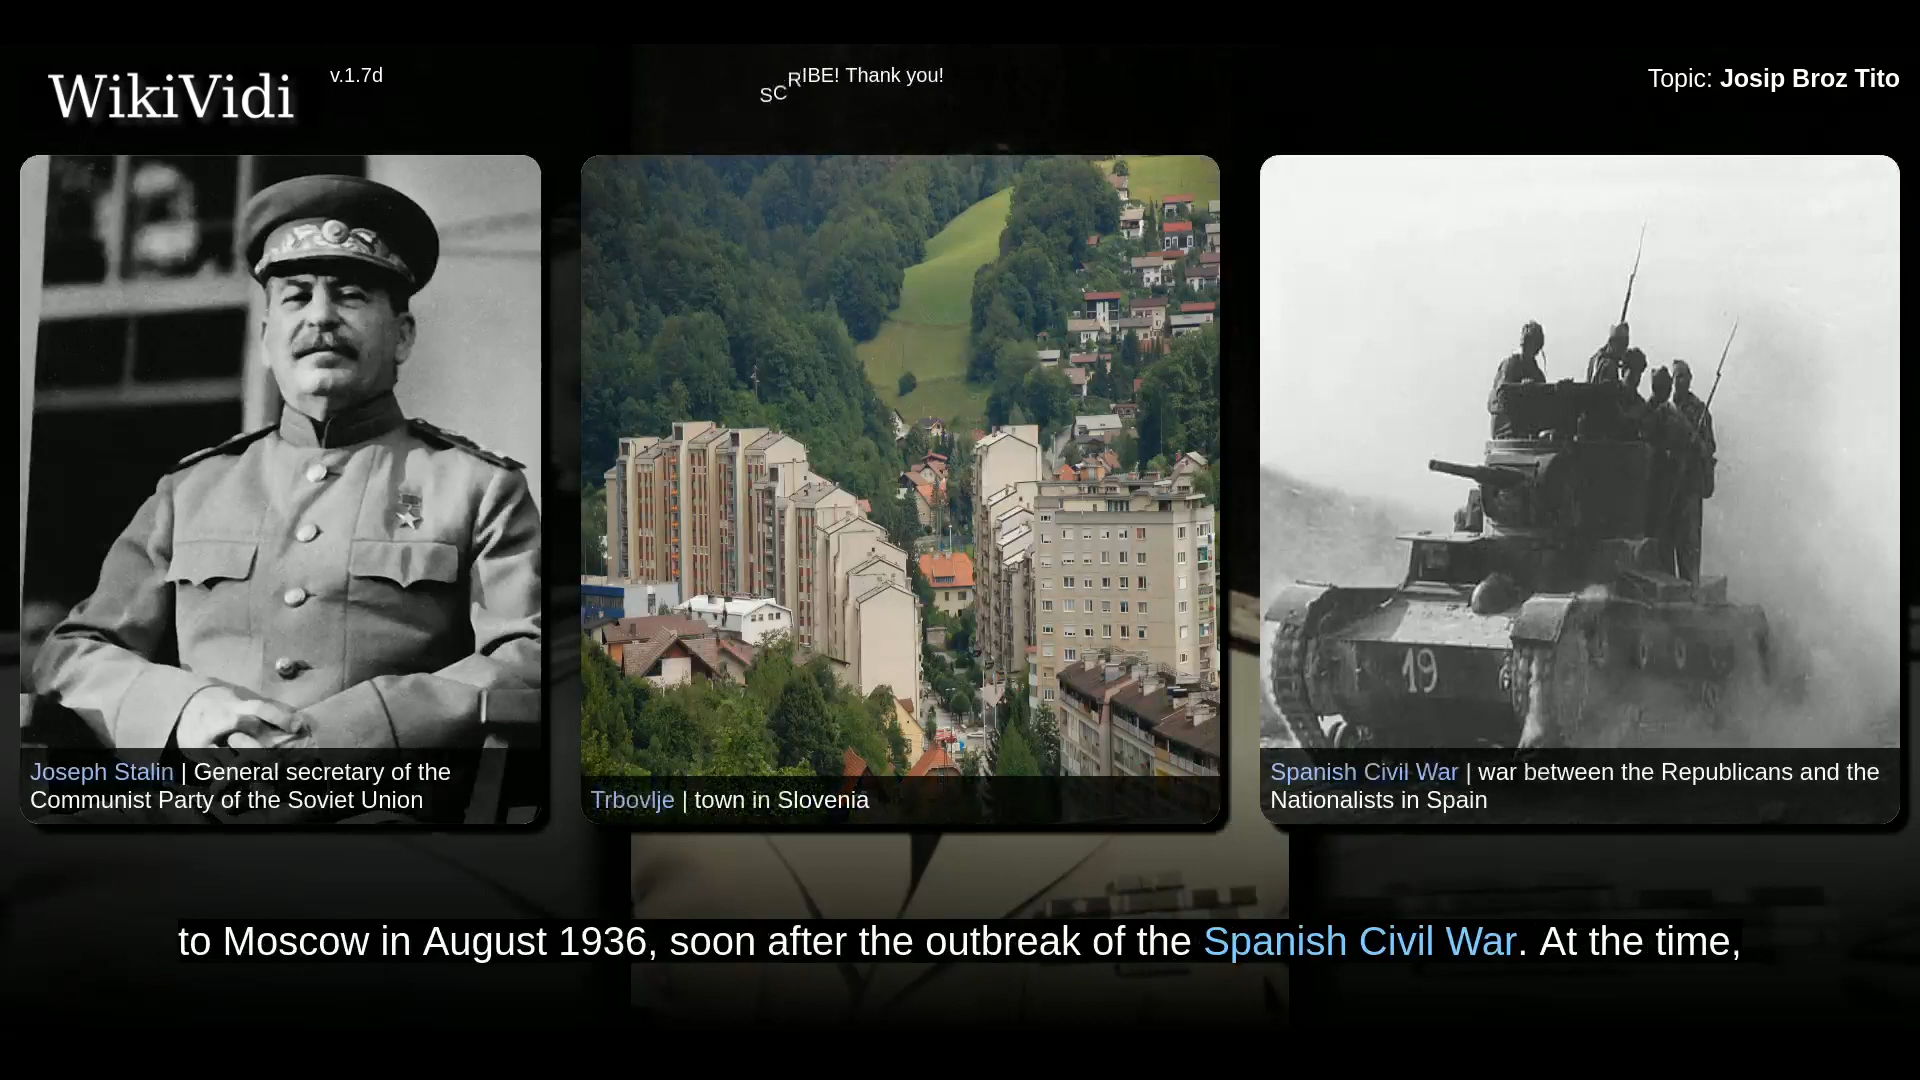 WikiVidi
v.1.7d
SCRIBE! Thank you!
Topic: Josip Broz Tito
Joseph Stalin | General secretary of the
Communist Party of the Soviet Union
Trbovlje | town in Slovenia
Spanish Civil War | war between the Republicans and the
Nationalists in Spain
19
to Moscow in August 1936, soon after the outbreak of the Spanish Civil War. At the time,